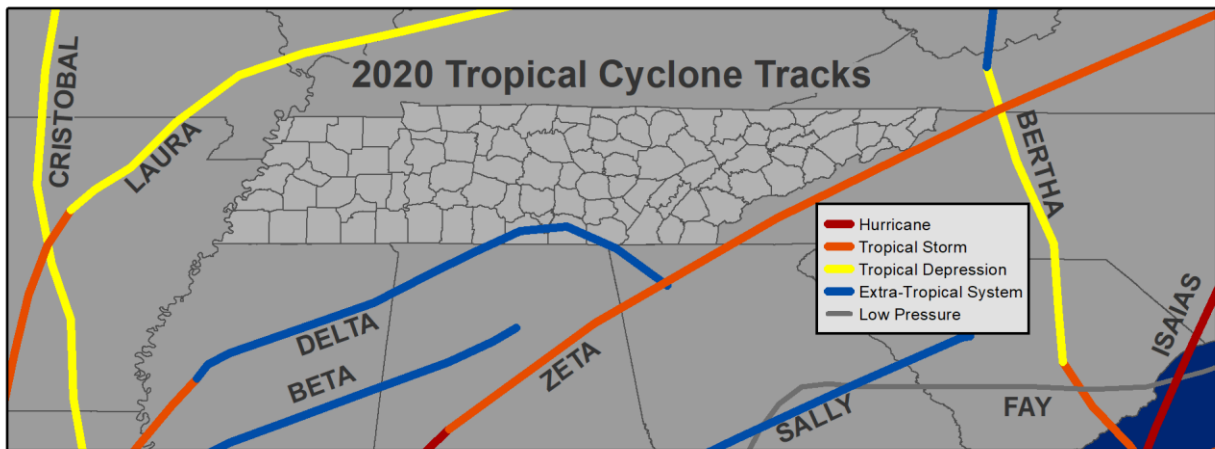 2020 Tropical Cyclone Tracks
CRISTOBAL
LAURA
BERTHA
Hurricane
Tropical Storm
Tropical Depression
Extra-Tropical System
Low Pressure
ISAIAS
DELTA
BETA
ZETA
SALLY
FAY